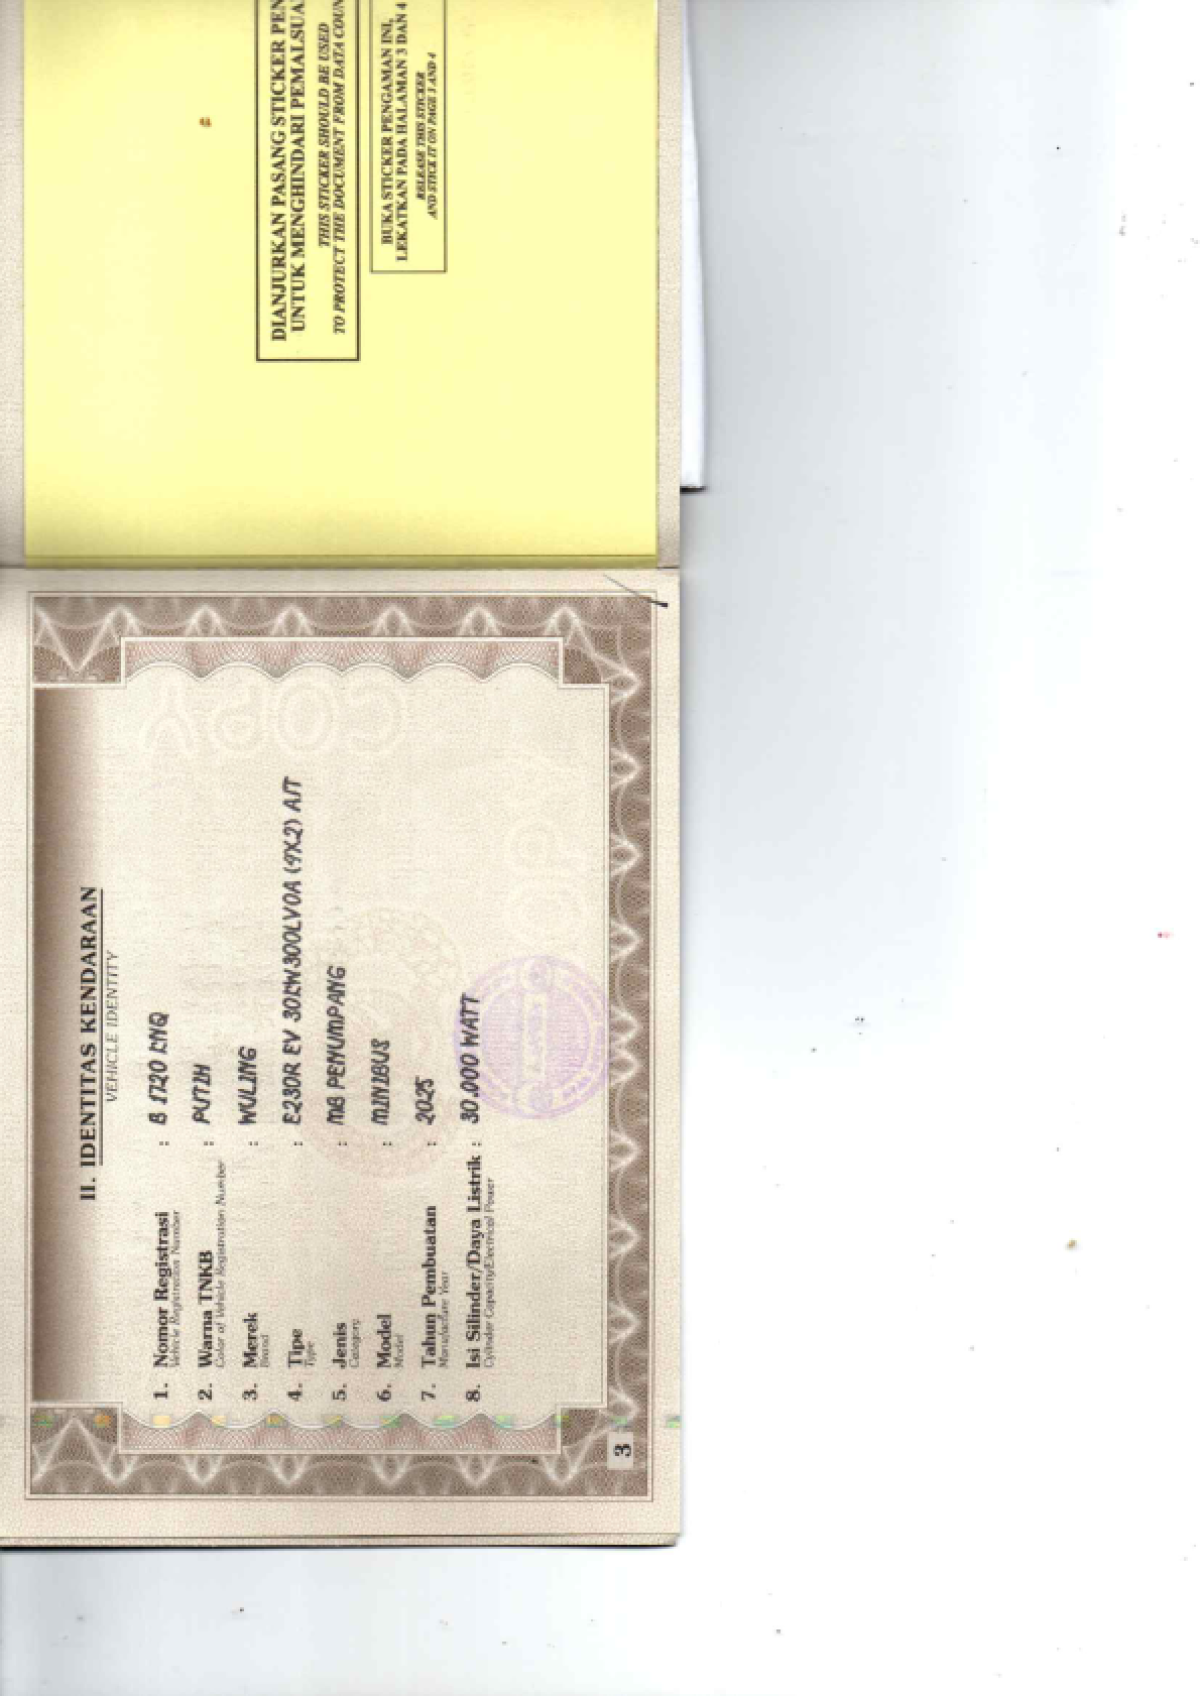 DIANJURKAN PASANG STICKER PEN
UNTUK MENGHINDARI PEMALSUA
THIS STICKER SHOULD BE USED
TO PROTECT THE DOCUMENT FROM DATA COUN
BUKA STICKER PENGAMAN INI,
LEKATKAN PADA HALAMAN 3 DAN 4
RELEASE THIS STICKER
AND STICK IT ON PAGE 3 AND 4
II. IDENTITAS KENDARAAN
VEHICLE IDENTITY
1. Nomor Registrasi : B 1720 KNQ
Vehicle Registration Number
2. Warna TNKB : PUTIH
Color of Vehicle Registration Number
3. Merek : WULING
Brand
4. Tipe : E230R EV 30KW300LV0A (4X2) A/T
Type
5. Jenis : MB PENUMPANG
Category
6. Model : MINIBUS
Model
7. Tahun Pembuatan : 2025
Manufacture Year
8. Isi Silinder/Daya Listrik : 30.000 WATT
Cylinder Capacity/Electrical Power
COPY
3